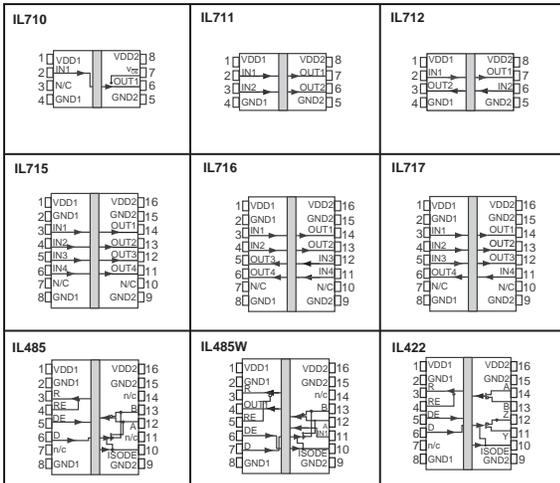 IL710
1 VDD1 VDD2 8
2 IN1 VOE 7
3 N/C OUT1 6
4 GND1 GND2 5
IL711
1 VDD1 VDD2 8
2 IN1 OUT1 7
3 IN2 OUT2 6
4 GND1 GND2 5
IL712
1 VDD1 VDD2 8
2 IN1 OUT1 7
3 OUT2 IN2 6
4 GND1 GND2 5
IL715
1 VDD1 VDD2 16
2 GND1 GND2 15
3 IN1 OUT1 14
4 IN2 OUT2 13
5 IN3 OUT3 12
6 IN4 OUT4 11
7 N/C N/C 10
8 GND1 GND2 9
IL716
1 VDD1 VDD2 16
2 GND1 GND2 15
3 IN1 OUT1 14
4 IN2 OUT2 13
5 OUT3 IN3 12
6 OUT4 IN4 11
7 N/C N/C 10
8 GND1 GND2 9
IL717
1 VDD1 VDD2 16
2 GND1 GND2 15
3 IN1 OUT1 14
4 IN2 OUT2 13
5 IN3 OUT3 12
6 OUT4 IN4 11
7 N/C N/C 10
8 GND1 GND2 9
IL485
1 VDD1 VDD2 16
2 GND1 GND2 15
3 R n/c 14
4 RE B 13
5 DE A 12
6 D n/c 11
7 n/c ISODE 10
8 GND1 GND2 9
IL485W
1 VDD1 VDD2 16
2 GND1 GND2 15
3 R n/c 14
4 OUT1 B 13
5 RE A 12
6 DE IN1 11
7 D ISODE 10
8 GND1 GND2 9
IL422
1 VDD1 VDD2 16
2 GND1 GND2 15
3 R A 14
4 RE B 13
5 DE Z 12
6 D Y 11
7 n/c ISODE 10
8 GND1 GND2 9